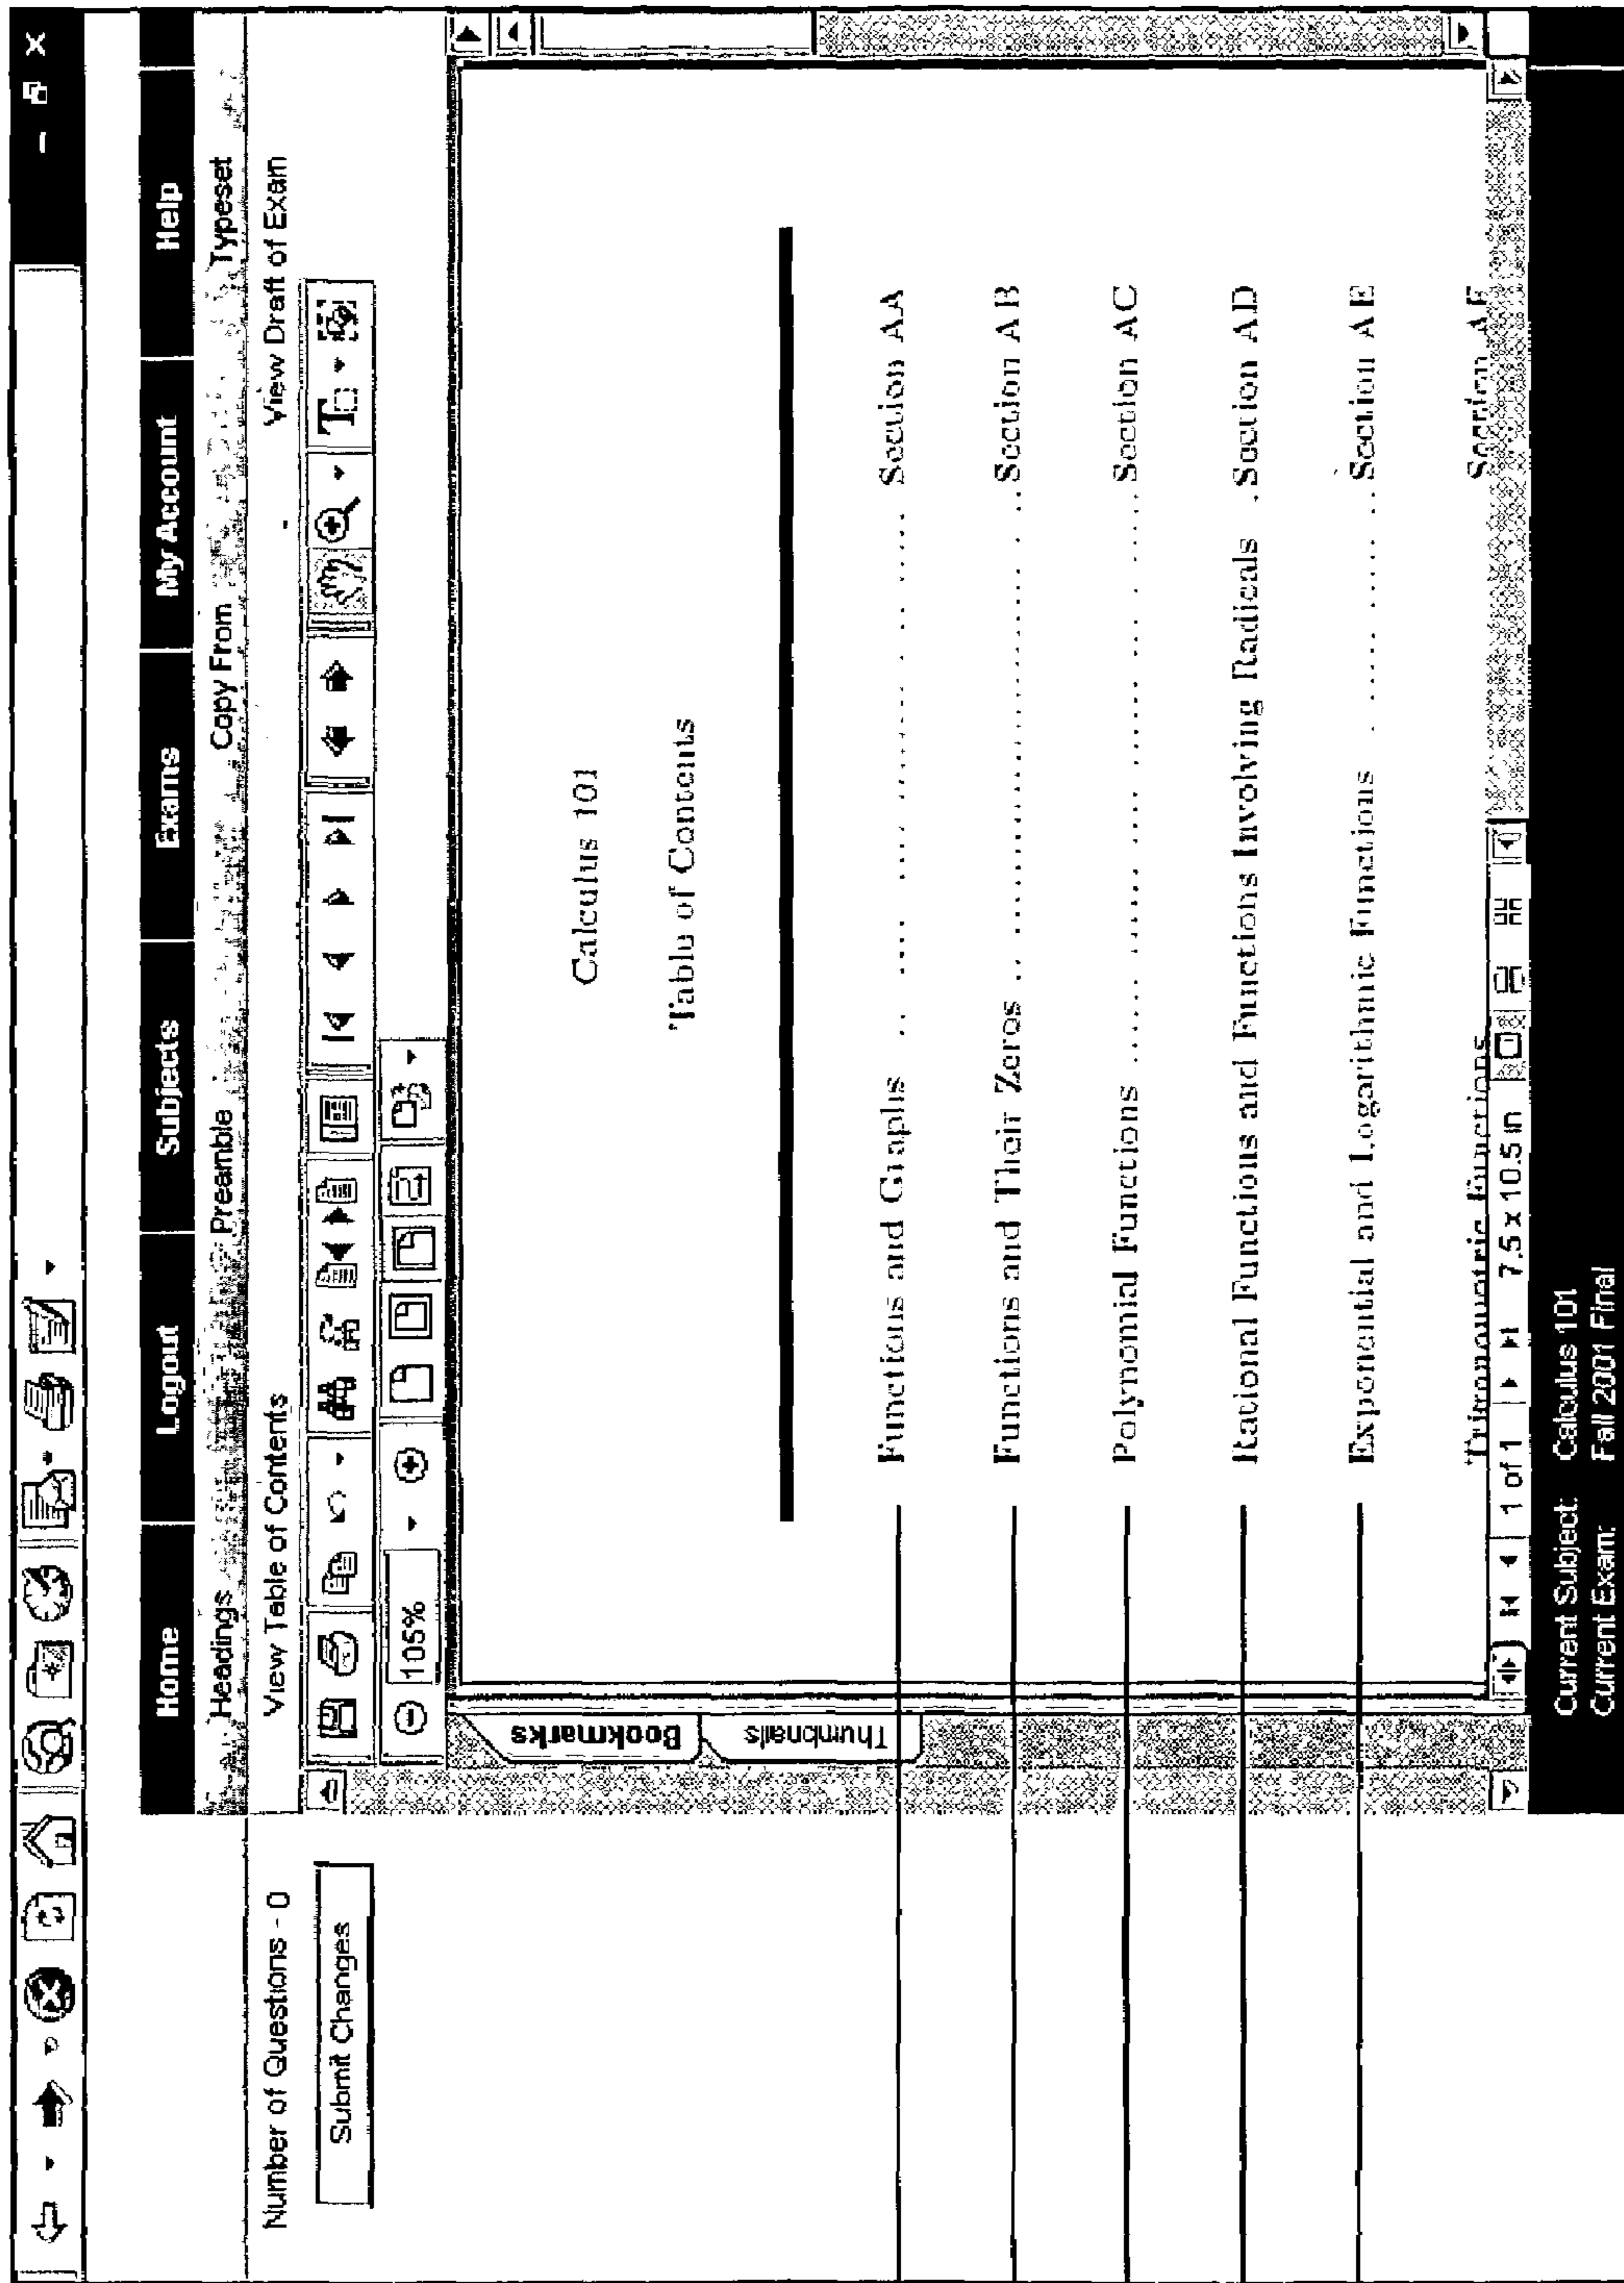 Home Logout Subjects Exams My Account Help
Headings Preamble Copy From Typeset
Number of Questions - 0 View Table of Contents View Draft of Exam
Submit Changes
105%
Bookmarks
Thumbnails
Calculus 101
Table of Contents
Functions and Graphs .. .... .... ... Section AA
Functions and Their Zeros .. ... Section AB
Polynomial Functions ...... ... Section AC
Rational Functions and Functions Involving Radicals . Section AD
Exponential and Logarithmic Functions . ... Section AE
Trigonometric Functions Section AF
1 of 1 7.5 x 10.5 in
Current Subject: Calculus 101
Current Exam: Fall 2001 Final